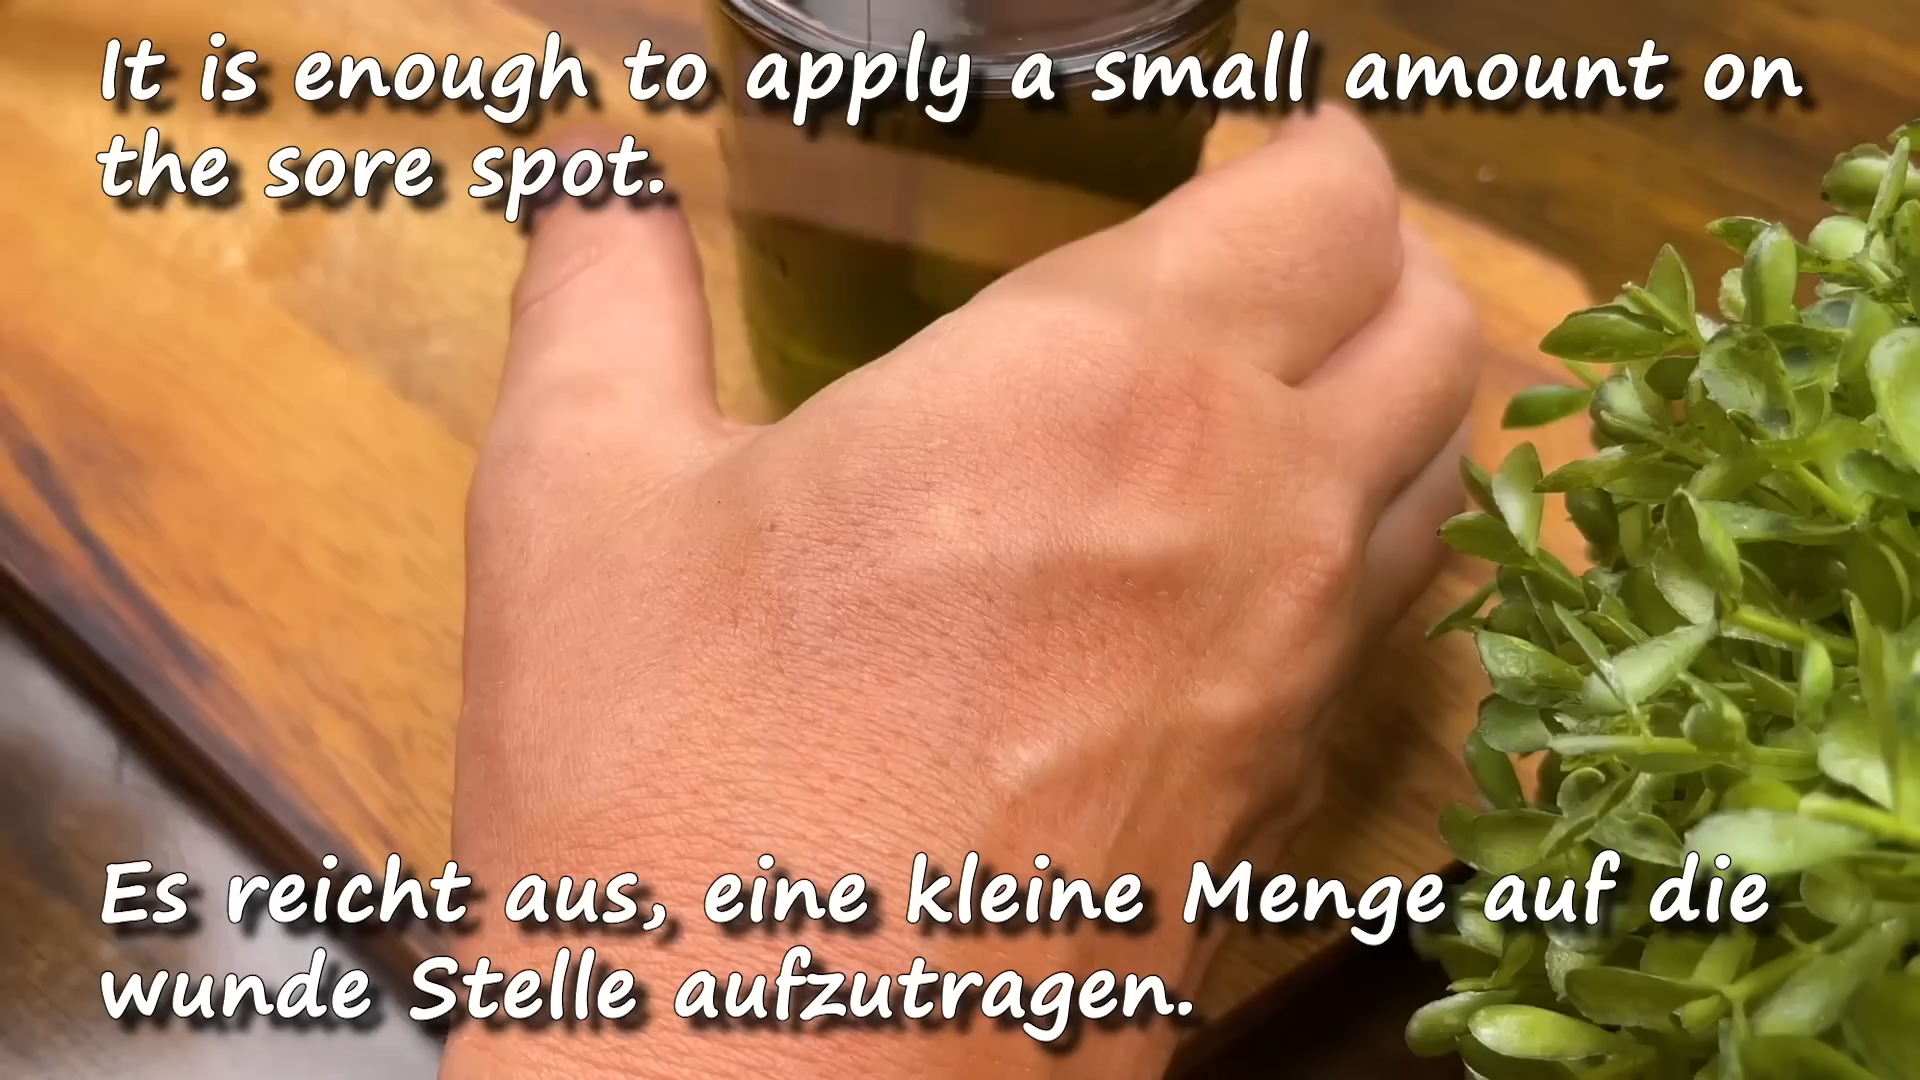 It is enough to apply a small amount on
the sore spot.
Es reicht aus, eine kleine Menge auf die
wunde Stelle aufzutragen.